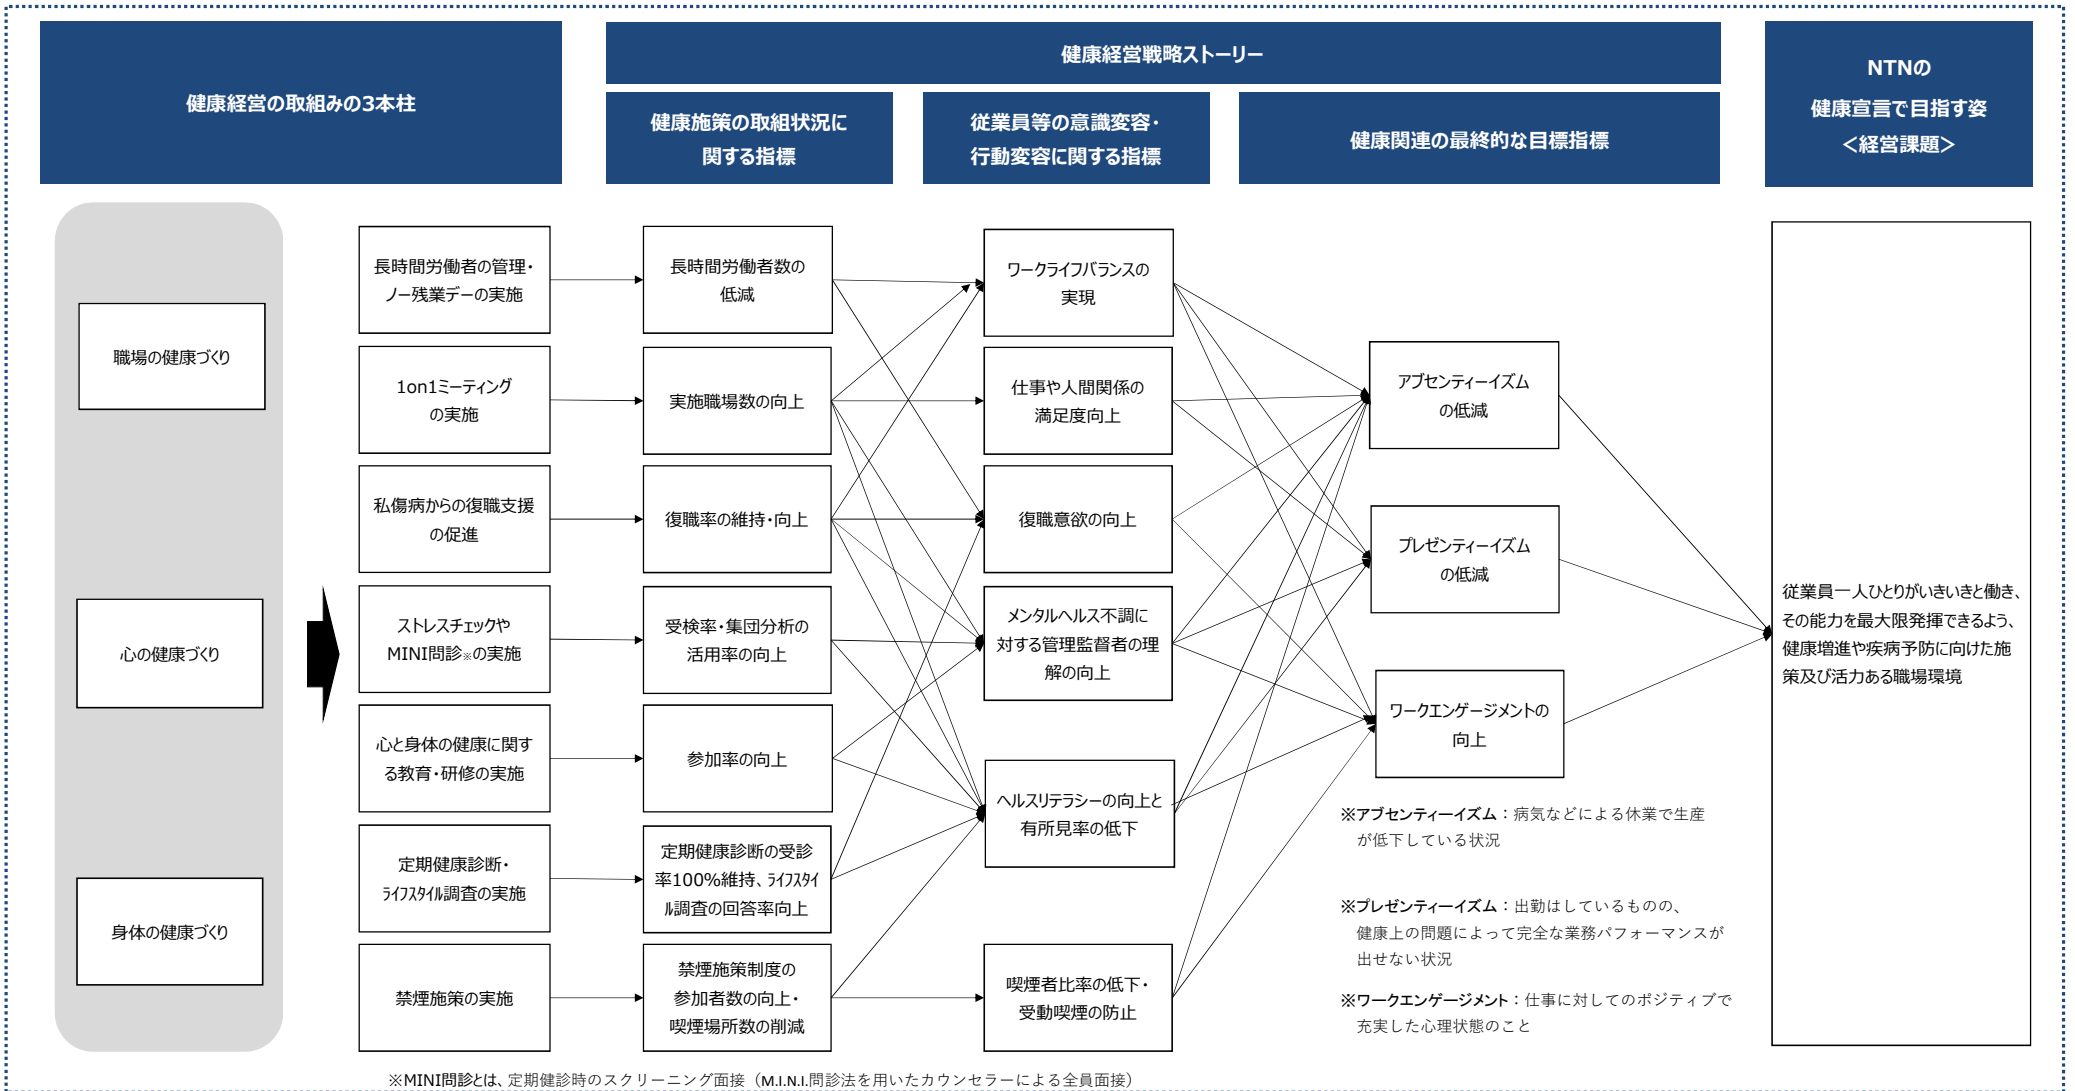 健康経営の取組みの3本柱
健康経営戦略ストーリー
健康施策の取組状況に
関する指標
従業員等の意識変容・
行動変容に関する指標
健康関連の最終的な目標指標
NTNの
健康宣言で目指す姿
＜経営課題＞
職場の健康づくり
心の健康づくり
身体の健康づくり
長時間労働者の管理・
ノー残業デーの実施
1on1ミーティング
の実施
私傷病からの復職支援
の促進
ストレスチェックや
MINI問診※の実施
心と身体の健康に関す
る教育・研修の実施
定期健康診断・
ﾗｲﾌｽﾀｲﾙ調査の実施
禁煙施策の実施
長時間労働者数の
低減
実施職場数の向上
復職率の維持・向上
受検率・集団分析の
活用率の向上
参加率の向上
定期健康診断の受診
率100%維持、ﾗｲﾌｽﾀｲ
ﾙ調査の回答率向上
禁煙施策制度の
参加者数の向上・
喫煙場所数の削減
ワークライフバランスの
実現
仕事や人間関係の
満足度向上
復職意欲の向上
メンタルヘルス不調に
対する管理監督者の理
解の向上
ヘルスリテラシーの向上と
有所見率の低下
喫煙者比率の低下・
受動喫煙の防止
アブセンティーイズム
の低減
プレゼンティーイズム
の低減
ワークエンゲージメントの
向上
※アブセンティーイズム：病気などによる休業で生産
が低下している状況
※プレゼンティーイズム：出勤はしているものの、
健康上の問題によって完全な業務パフォーマンスが
出せない状況
※ワークエンゲージメント：仕事に対してのポジティブで
充実した心理状態のこと
従業員一人ひとりがいきいきと働き、
その能力を最大限発揮できるよう、
健康増進や疾病予防に向けた施
策及び活力ある職場環境
※MINI問診とは、定期健診時のスクリーニング面接（M.I.N.I.問診法を用いたカウンセラーによる全員面接）